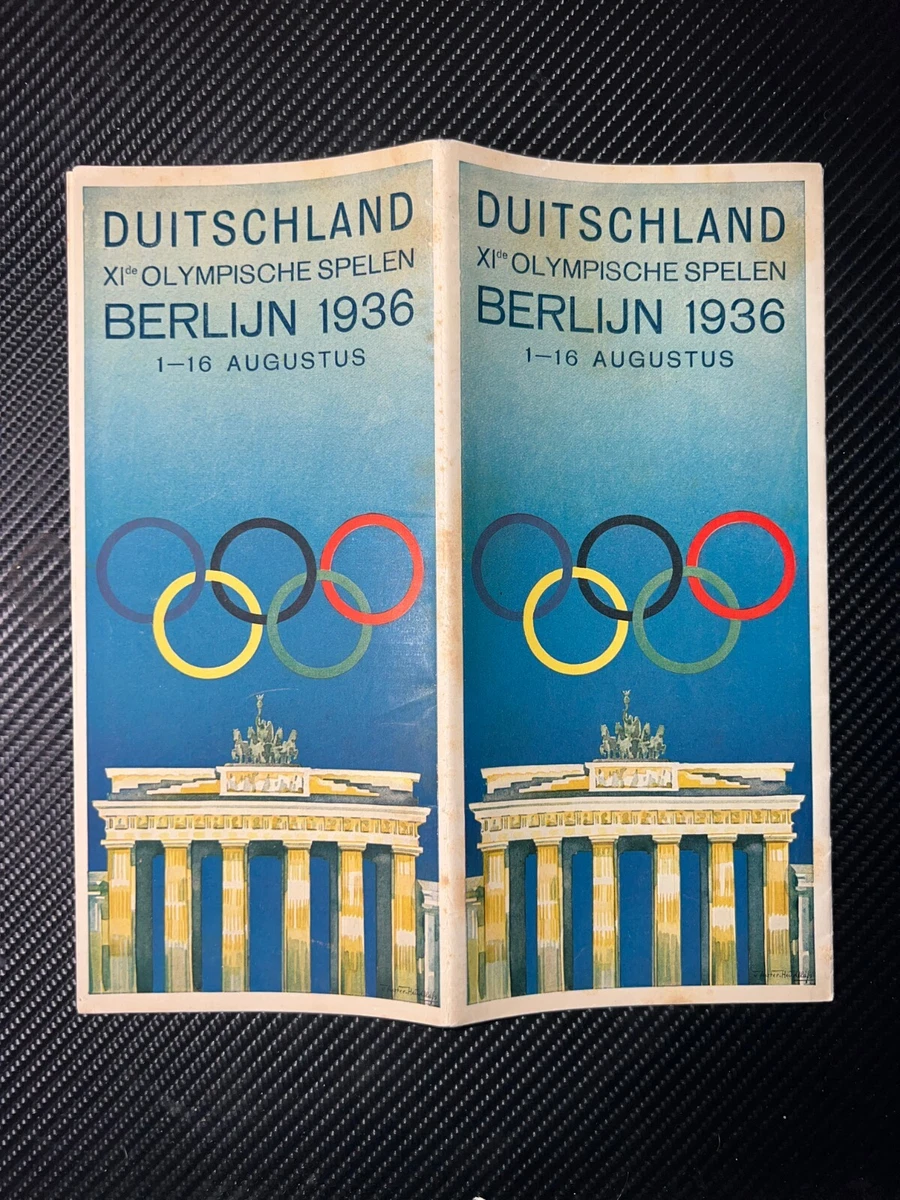 DUITSCHLAND
XIde OLYMPISCHE SPELEN
BERLIJN 1936
1—16 AUGUSTUS
DUITSCHLAND
XIde OLYMPISCHE SPELEN
BERLIJN 1936
1—16 AUGUSTUS